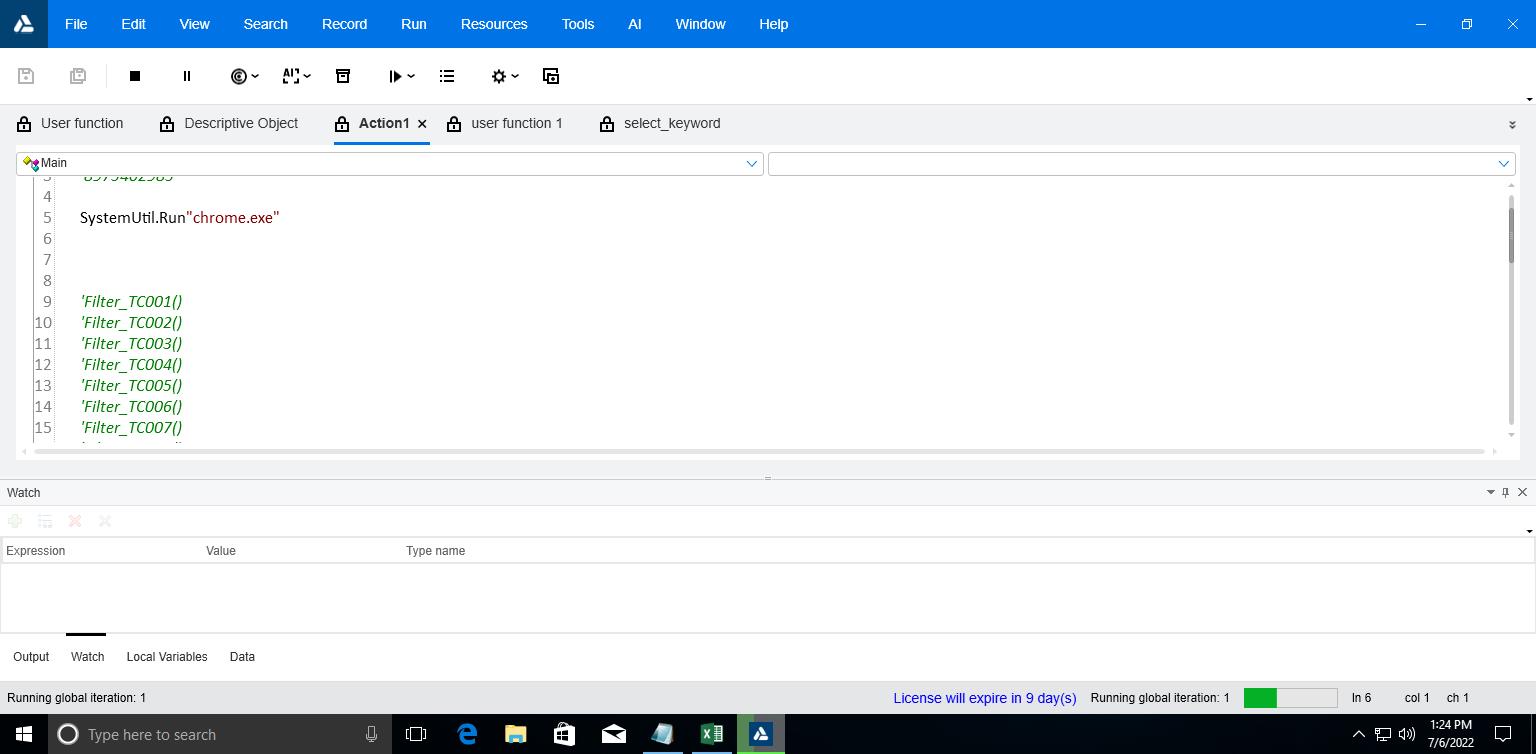 File Edit View Search Record Run Resources Tools AI Window Help
User function Descriptive Object Action1 user function 1 select_keyword
Main
3
4
5 SystemUtil.Run"chrome.exe"
6
7
8
9 'Filter_TC001()
10 'Filter_TC002()
11 'Filter_TC003()
12 'Filter_TC004()
13 'Filter_TC005()
14 'Filter_TC006()
15 'Filter_TC007()
Watch
Expression Value Type name
Output Watch Local Variables Data
Running global iteration: 1 License will expire in 9 day(s) Running global iteration: 1 ln 6 col 1 ch 1
Type here to search
1:24 PM
7/6/2022